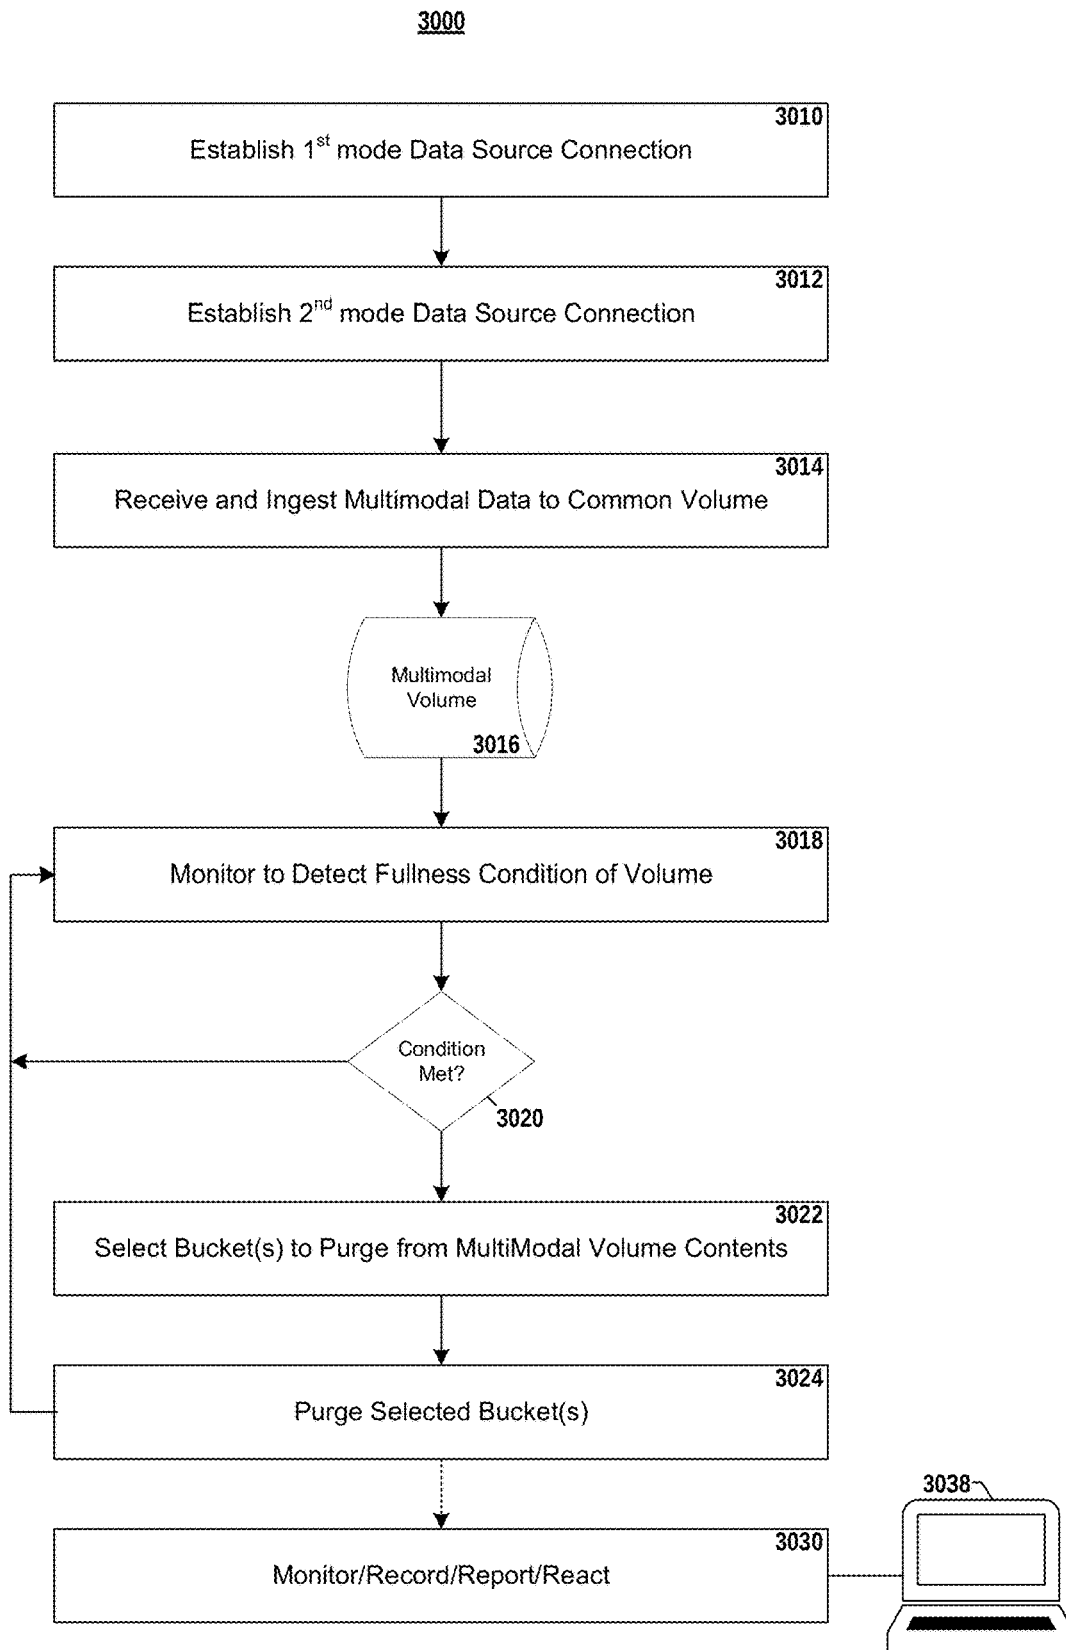 3000
3010
Establish 1st mode Data Source Connection
3012
Establish 2nd mode Data Source Connection
3014
Receive and Ingest Multimodal Data to Common Volume
Multimodal
Volume
3016
3018
Monitor to Detect Fullness Condition of Volume
Condition
Met?
3020
3022
Select Bucket(s) to Purge from MultiModal Volume Contents
3024
Purge Selected Bucket(s)
3038
3030
Monitor/Record/Report/React